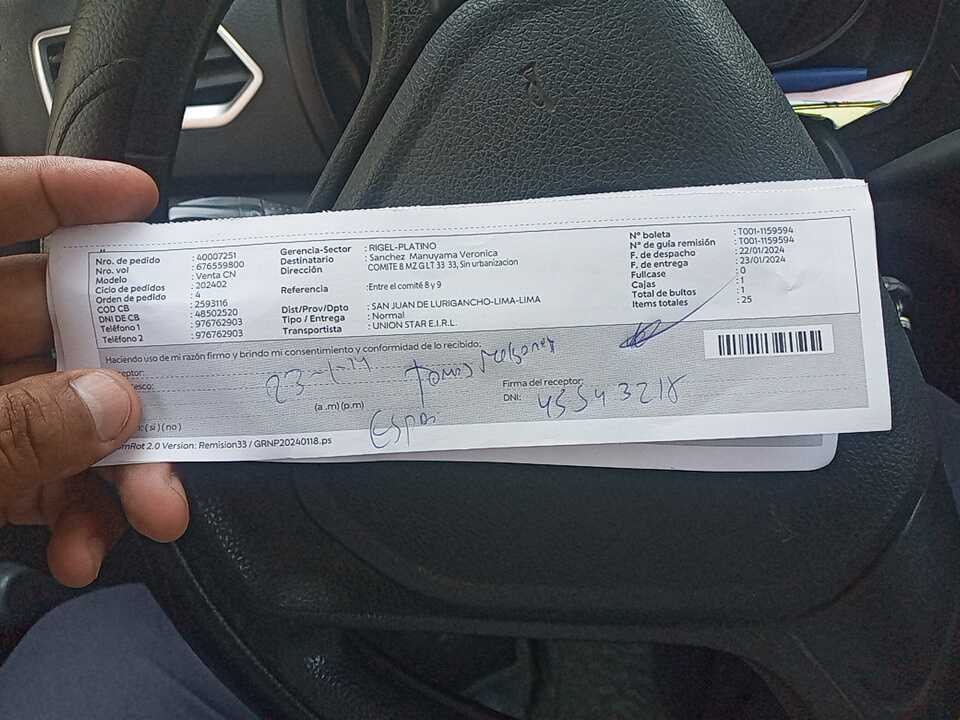 Nro. de pedido : 40007251
Nro. vol : 676559800
Modelo : Venta CN
Ciclo de pedidos : 202402
Orden de pedido : 4
COD CB : 2593116
DNI DE CB : 48502520
Teléfono 1 : 976762903
Teléfono 2 : 976762903
Gerencia-Sector : RIGEL-PLATINO
Destinatario : Sanchez Manuyama Veronica
Dirección COMITE 8 MZ G LT 33 33, Sin urbanizacion
Referencia :Entre el comité 8 y 9
Dist/Prov/Dpto : SAN JUAN DE LURIGANCHO-LIMA-LIMA
Tipo / Entrega : Normal
Transportista : UNION STAR E.I.R.L.
N° boleta : T001-1159594
N° de guía remisión : T001-1159594
F. de despacho : 22/01/2024
F. de entrega : 23/01/2024
Fullcase : 0
Cajas : 1
Total de bultos : 1
Items totales : 25
Haciendo uso de mi razón firmo y brindo mi consentimiento y conformidad de lo recibido:
(a .m) (p.m)
Firma del receptor:
DNI: 45543218
: (si) (no)
2.0 Version: Remision33 / GRNP20240118.ps